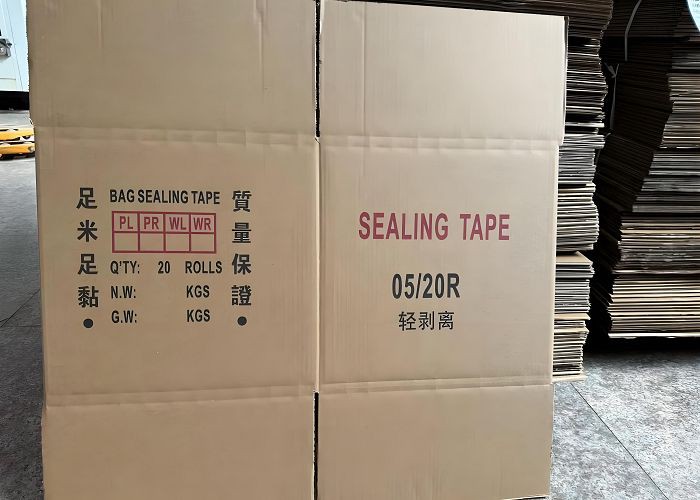 足米足黏●
BAG SEALING TAPE
PL PR WL WR
Q'TY: 20 ROLLS
N.W: KGS
G.W: KGS
質量保證●
SEALING TAPE
05/20R
轻剥离